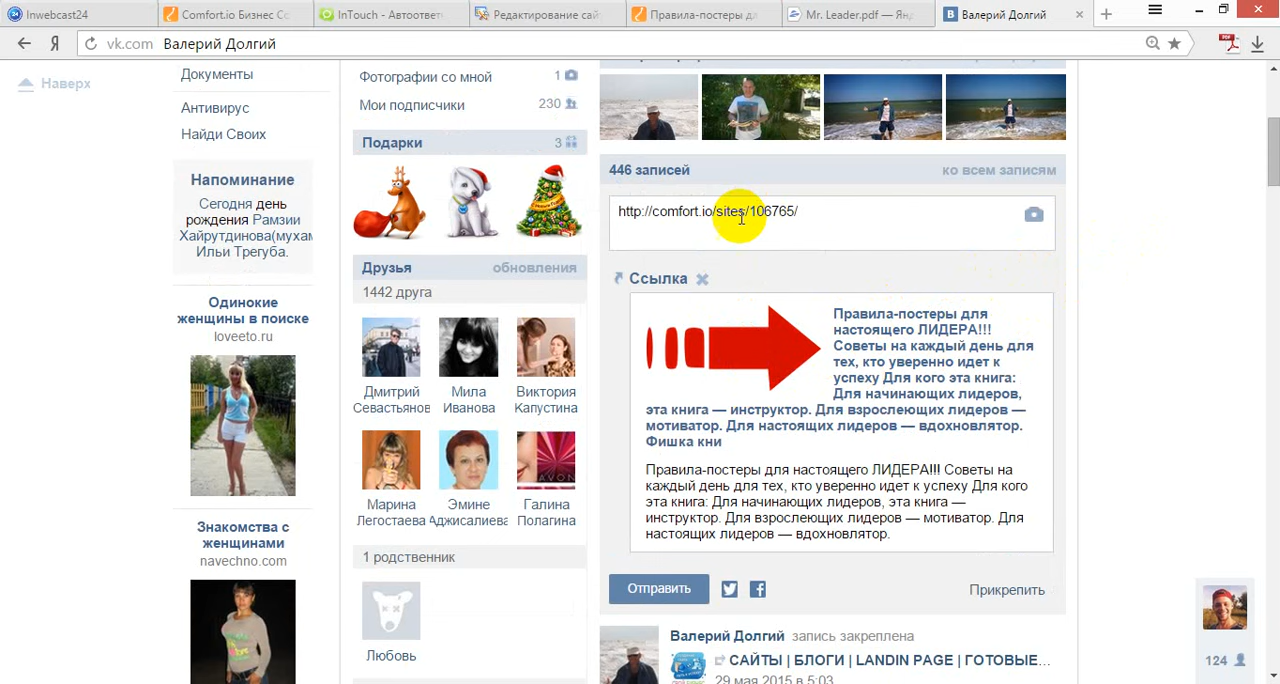 Inwebcast24
Comfort.io Бизнес Со
InTouch - Автоответ
Редактирование сай
Правила-постеры д
Mr. Leader.pdf — Ян
Валерий Долгий
vk.com Валерий Долгий
Наверх
Документы
Антивирус
Найди Своих
Напоминание
Сегодня день
рождения Рамзии
Хайрутдинова(мухам
Ильи Трегуба.
Одинокие
женщины в поиске
loveeto.ru
Знакомства с
женщинами
navechno.com
Фотографии со мной 1
Мои подписчики 230
Подарки 3
Друзья обновления
1442 друга
Дмитрий
Севастьянов
Мила
Иванова
Виктория
Капустина
Марина
Легостаева
Эмине
Аджисалиева
Галина
Полагина
AVON
1 родственник
Любовь
446 записей ко всем записям
http://comfort.io/sites/106765/
Ссылка
Правила-постеры для
настоящего ЛИДЕРА!!!
Советы на каждый день для
тех, кто уверенно идет к
успеху Для кого эта книга:
Для начинающих лидеров,
эта книга — инструктор. Для взрослеющих лидеров —
мотиватор. Для настоящих лидеров — вдохновлятор.
Фишка кни
Правила-постеры для настоящего ЛИДЕРА!!! Советы на
каждый день для тех, кто уверенно идет к успеху Для кого
эта книга: Для начинающих лидеров, эта книга —
инструктор. Для взрослеющих лидеров — мотиватор. Для
настоящих лидеров — вдохновлятор.
Отправить
Прикрепить
Валерий Долгий запись закреплена
САЙТЫ | БЛОГИ | LANDIN PAGE | ГОТОВЫЕ...
29 мая 2015 в 5:03
124